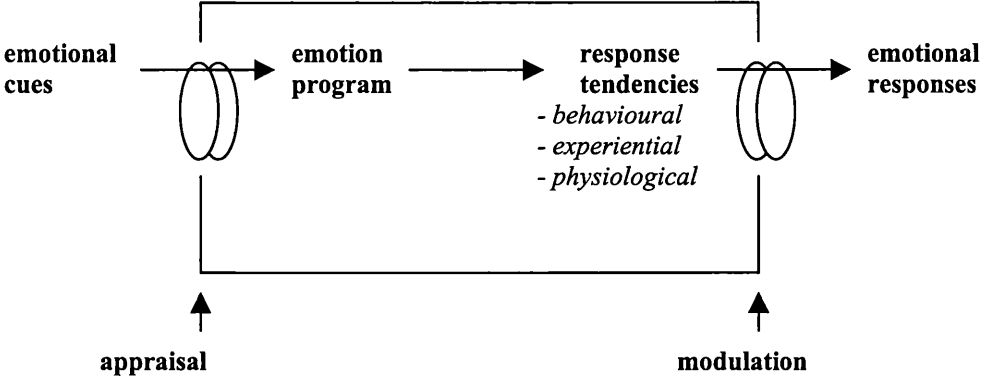 emotional
cues
emotion
program
response
tendencies
- behavioural
- experiential
- physiological
emotional
responses
appraisal
modulation